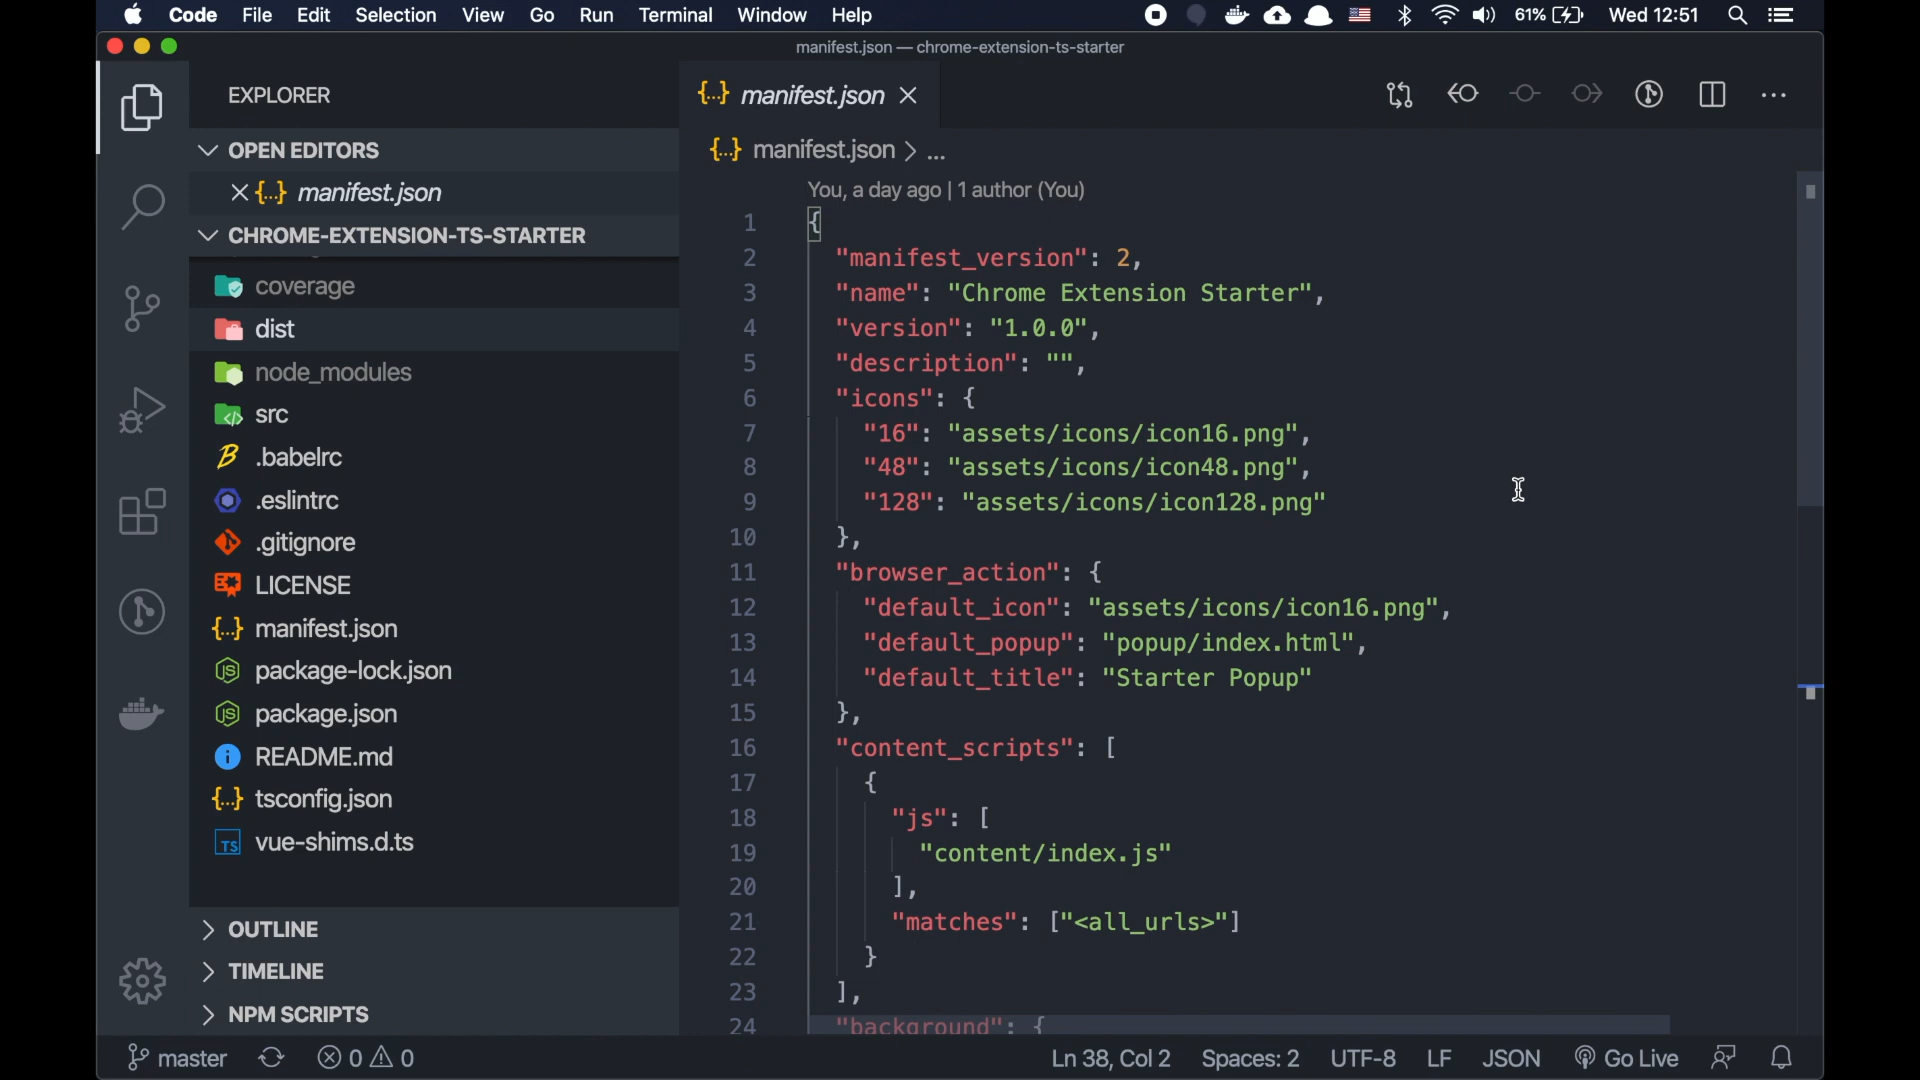 Code File Edit Selection View Go Run Terminal Window Help 61% Wed 12:51
manifest.json — chrome-extension-ts-starter
EXPLORER
OPEN EDITORS
{..} manifest.json
CHROME-EXTENSION-TS-STARTER
coverage
dist
node_modules
src
.babelrc
.eslintrc
.gitignore
LICENSE
{..} manifest.json
package-lock.json
package.json
README.md
{..} tsconfig.json
TS vue-shims.d.ts
OUTLINE
TIMELINE
NPM SCRIPTS
{..} manifest.json
{..} manifest.json > ...
You, a day ago | 1 author (You)
1 {
2 "manifest_version": 2,
3 "name": "Chrome Extension Starter",
4 "version": "1.0.0",
5 "description": "",
6 "icons": {
7 "16": "assets/icons/icon16.png",
8 "48": "assets/icons/icon48.png",
9 "128": "assets/icons/icon128.png"
10 },
11 "browser_action": {
12 "default_icon": "assets/icons/icon16.png",
13 "default_popup": "popup/index.html",
14 "default_title": "Starter Popup"
15 },
16 "content_scripts": [
17 {
18 "js": [
19 "content/index.js"
20 ],
21 "matches": ["<all_urls>"]
22 }
23 ],
24 "background": {
master 0 0 Ln 38, Col 2 Spaces: 2 UTF-8 LF JSON Go Live